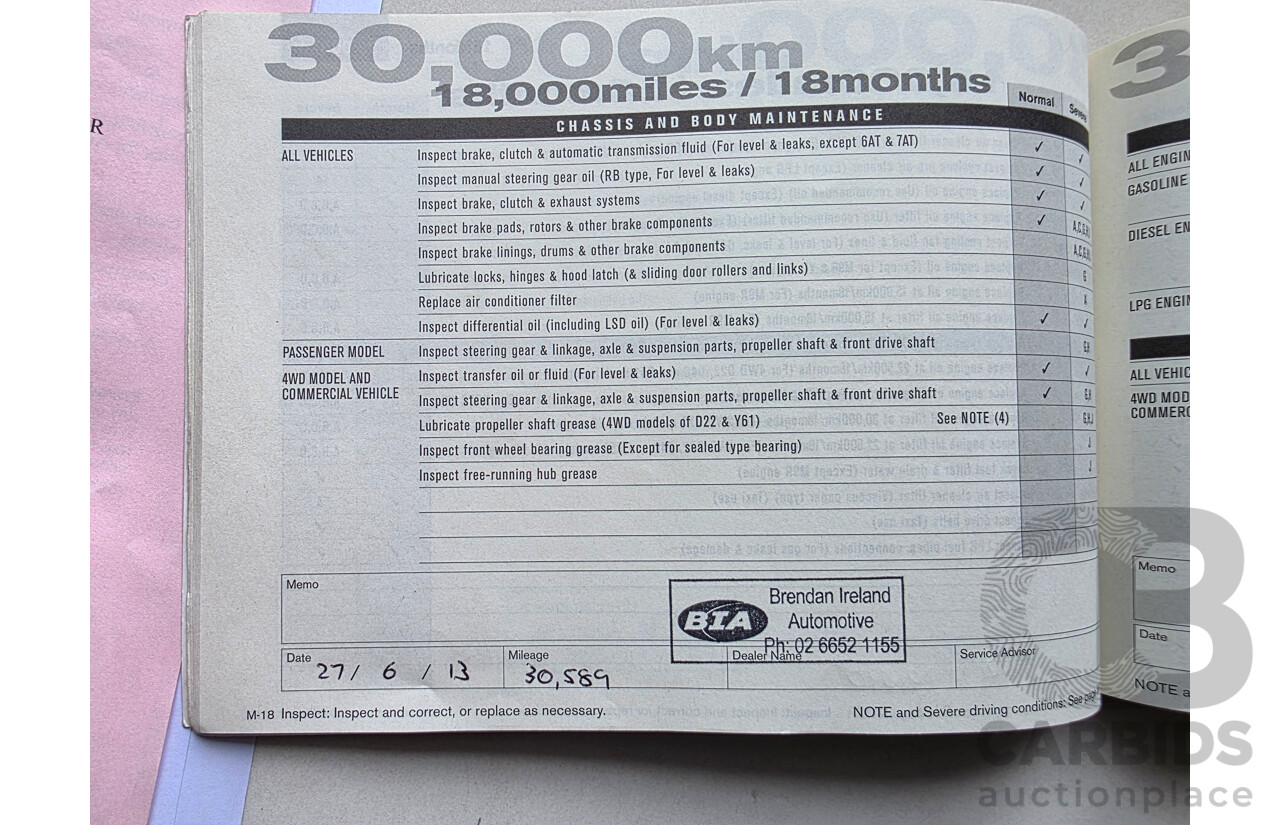 R
30,000km
18,000miles / 18months
Normal
CHASSIS AND BODY MAINTENANCE
ALL VEHICLES
Inspect brake, clutch & automatic transmission fluid (For level & leaks, except 6AT & 7AT) ✓ ✓
Inspect manual steering gear oil (RB type, For level & leaks) ✓ ✓
Inspect brake, clutch & exhaust systems ✓ ✓
Inspect brake pads, rotors & other brake components ✓ A,C,G,H
Inspect brake linings, drums & other brake components A,C,G,H
Lubricate locks, hinges & hood latch (& sliding door rollers and links) G
Replace air conditioner filter
Inspect differential oil (including LSD oil) (For level & leaks) ✓ ✓
PASSENGER MODEL Inspect steering gear & linkage, axle & suspension parts, propeller shaft & front drive shaft G,H
4WD MODEL AND
COMMERCIAL VEHICLE
Inspect transfer oil or fluid (For level & leaks) ✓ ✓
Inspect steering gear & linkage, axle & suspension parts, propeller shaft & front drive shaft ✓ G,H
Lubricate propeller shaft grease (4WD models of D22 & Y61) See NOTE (4) G,H,J
Inspect front wheel bearing grease (Except for sealed type bearing) J
Inspect free-running hub grease J
Memo
BIA
Brendan Ireland
Automotive
Ph: 02 6652 1155
Date 27/ 6 / 13
Mileage 30,589
Dealer Name
Service Advisor
M-18 Inspect: Inspect and correct, or replace as necessary.
NOTE and Severe driving conditions: See page
3
ALL ENGIN
GASOLINE
DIESEL EN
LPG ENGIN
ALL VEHIC
4WD MOD
COMMERC
Memo
Date
NOTE a
CARBIDS
auctionplace